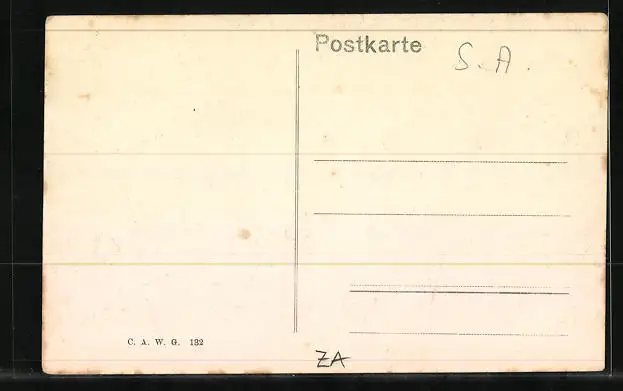 Postkarte
S. A.
C. A. W. G. 132
ZA